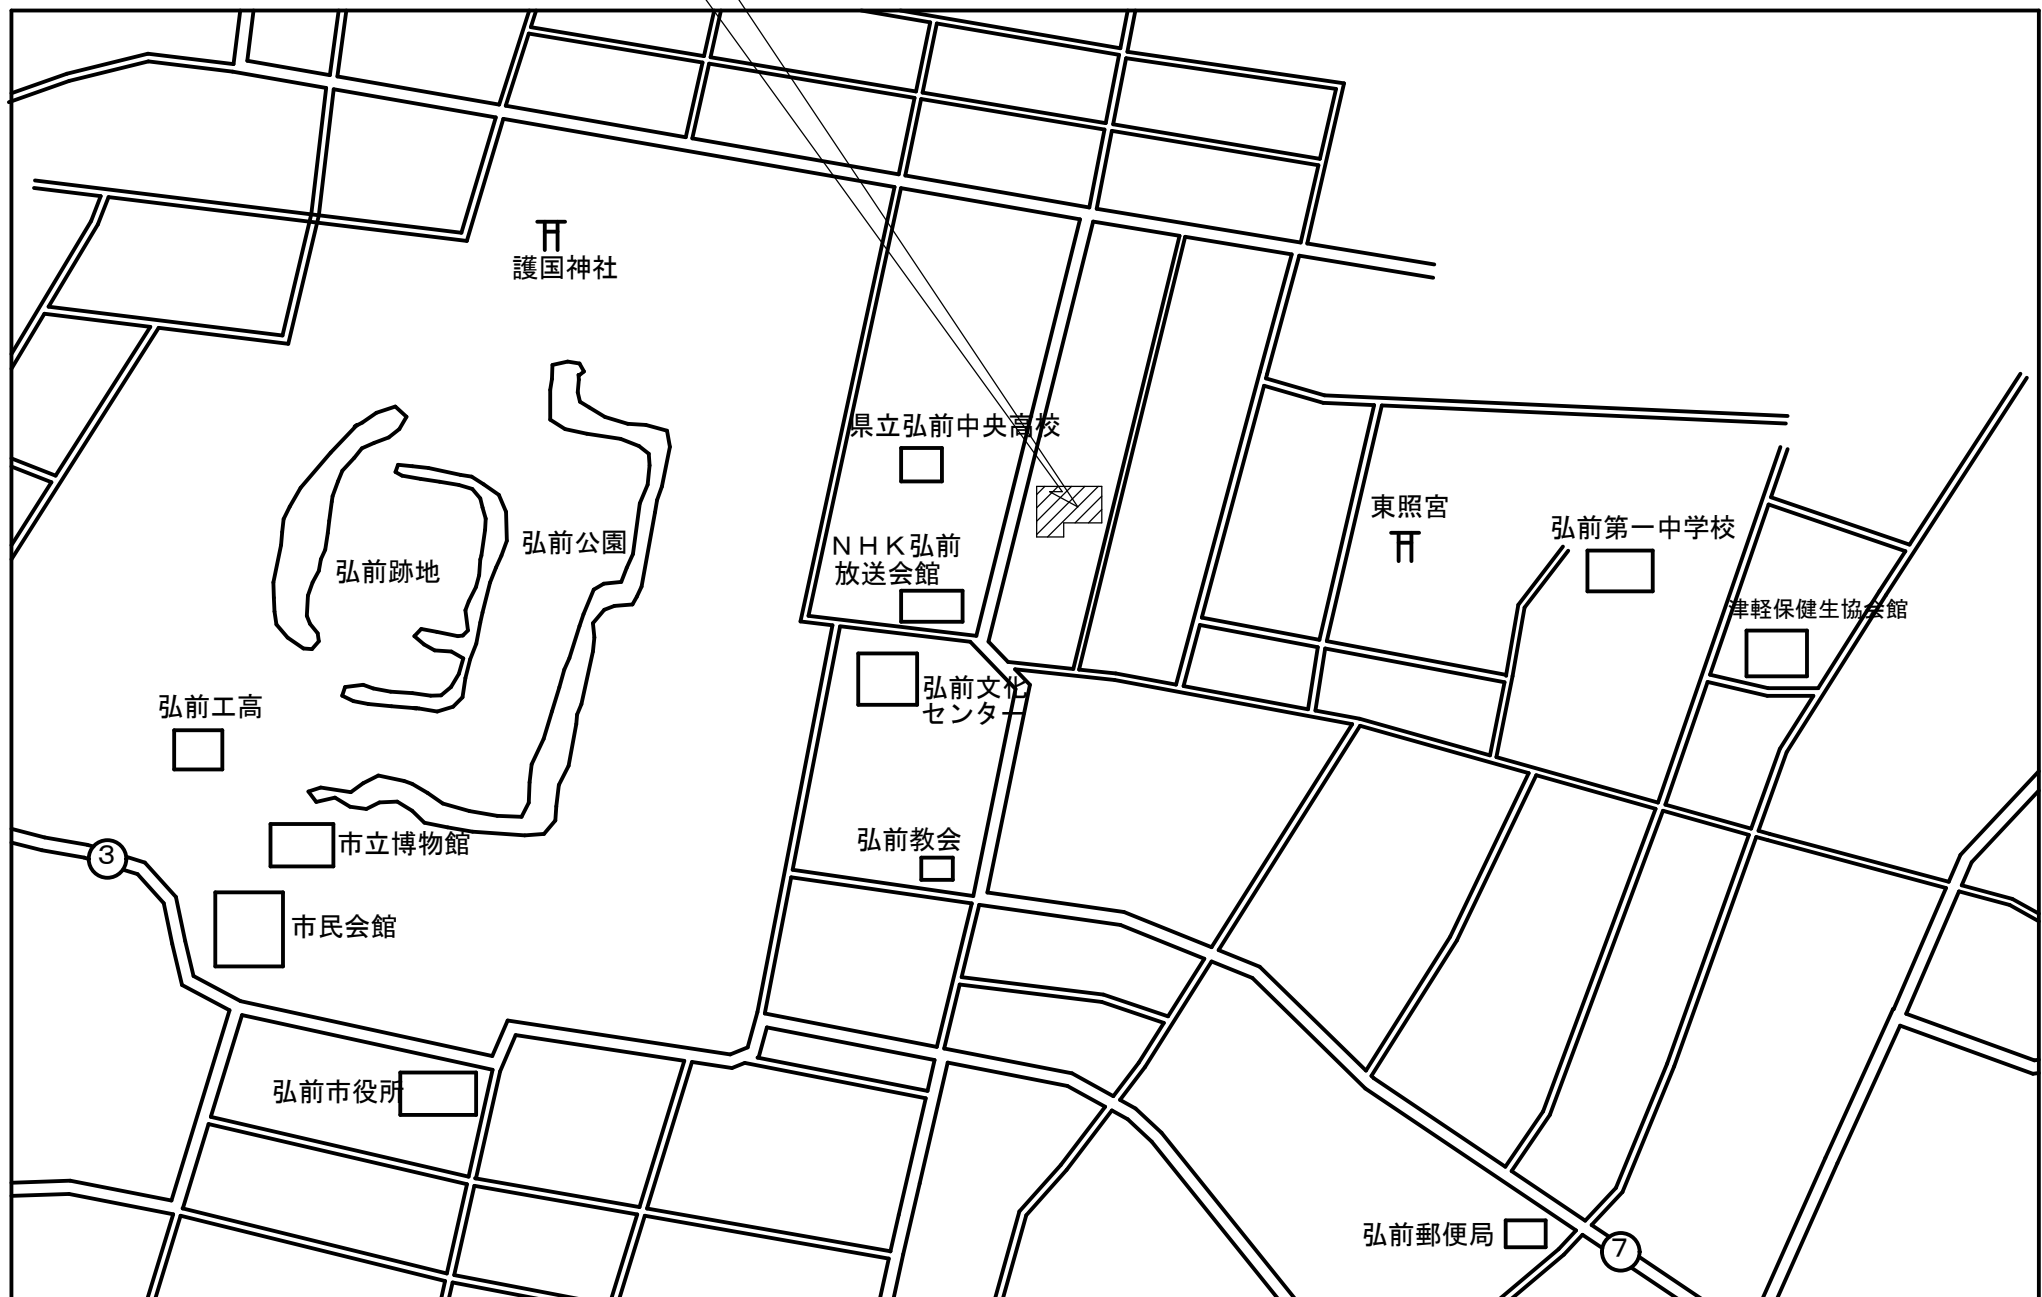 護国神社
県立弘前中央高校
東照宮
弘前第一中学校
弘前公園
NHK弘前
放送会館
弘前跡地
津軽保健生協会館
弘前文化
センター
弘前工高
弘前教会
市立博物館
3
市民会館
弘前市役所
弘前郵便局
7